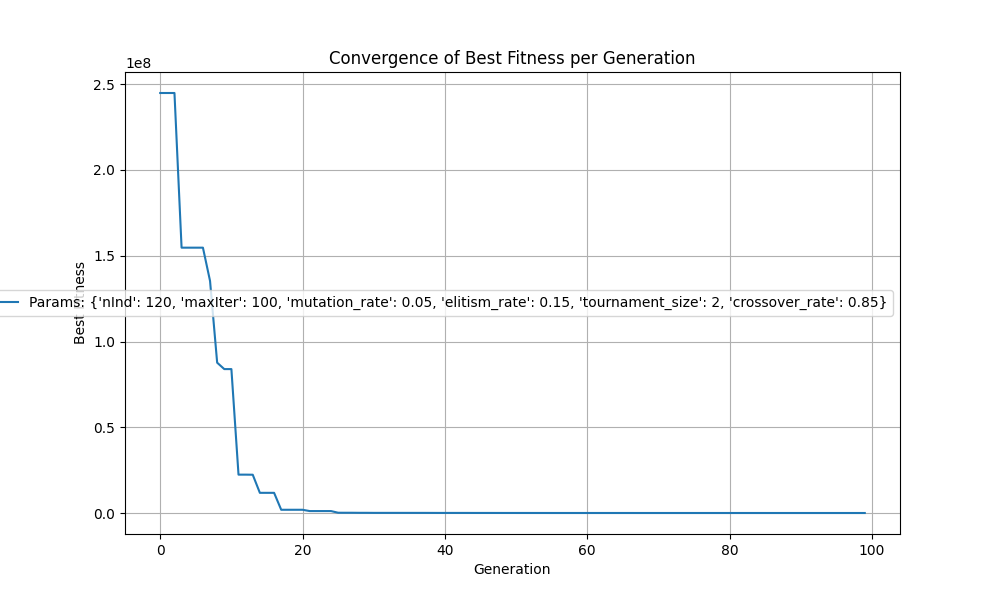 Convergence of Best Fitness per Generation
1e8
2.5
2.0
1.5
1.0
0.5
0.0
Best
Params: {'nInd': 120, 'maxIter': 100, 'mutation_rate': 0.05, 'elitism_rate': 0.15, 'tournament_size': 2, 'crossover_rate': 0.85}
0 20 40 60 80 100
Generation